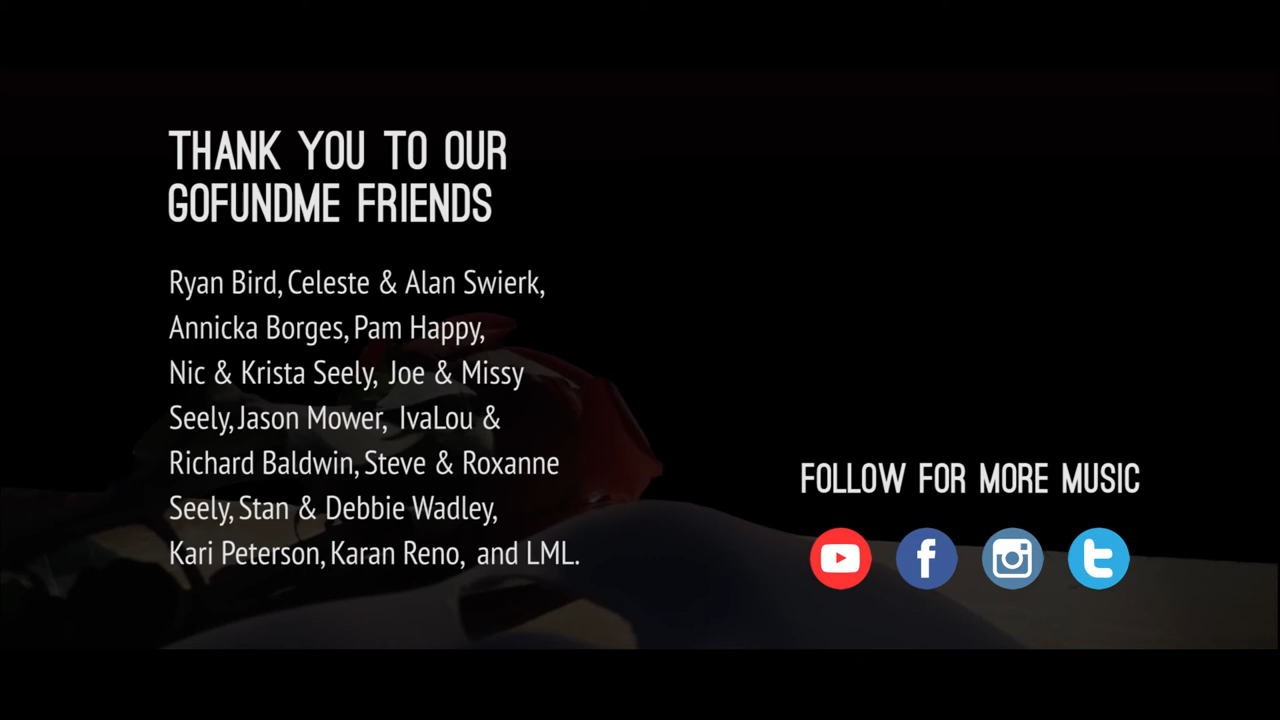 THANK YOU TO OUR
GOFUNDME FRIENDS
Ryan Bird, Celeste & Alan Swierk,
Annicka Borges, Pam Happy,
Nic & Krista Seely, Joe & Missy
Seely, Jason Mower, IvaLou &
Richard Baldwin, Steve & Roxanne
Seely, Stan & Debbie Wadley,
Kari Peterson, Karan Reno, and LML.
FOLLOW FOR MORE MUSIC